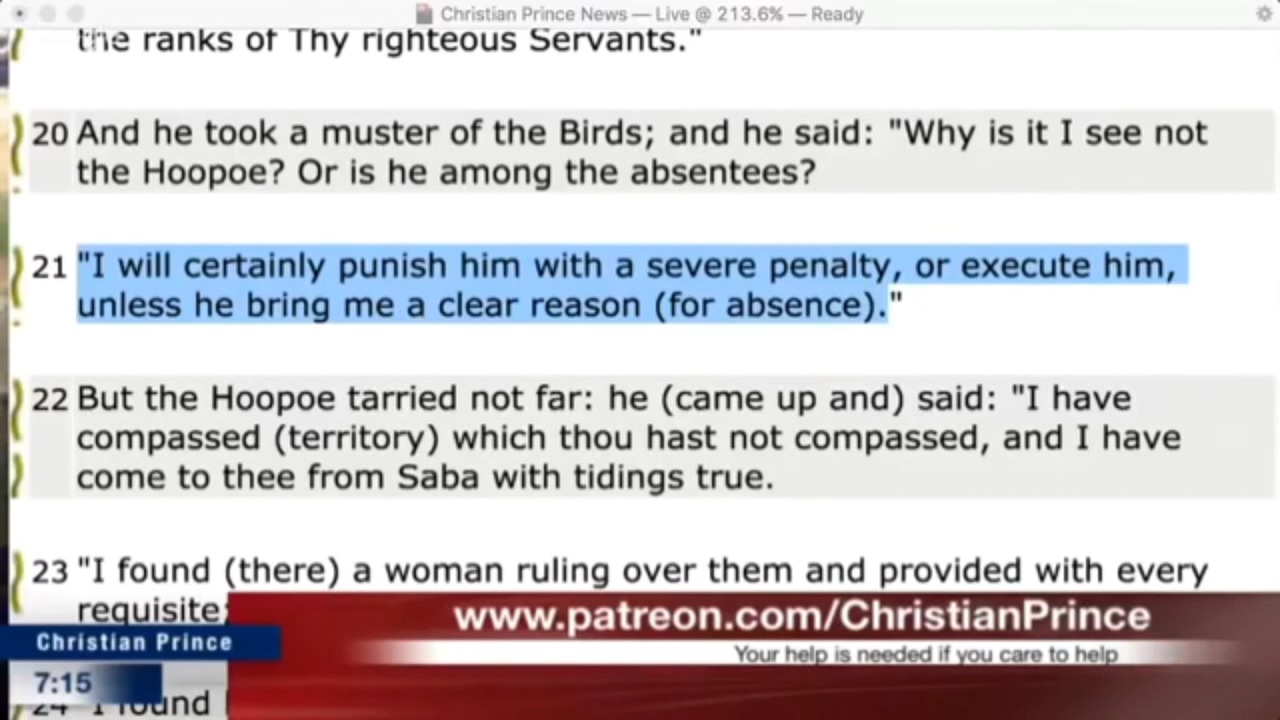 Christian Prince News — Live @ 213.6% — Ready
the ranks of Thy righteous Servants."
20 And he took a muster of the Birds; and he said: "Why is it I see not
the Hoopoe? Or is he among the absentees?
21 "I will certainly punish him with a severe penalty, or execute him,
unless he bring me a clear reason (for absence)."
22 But the Hoopoe tarried not far: he (came up and) said: "I have
compassed (territory) which thou hast not compassed, and I have
come to thee from Saba with tidings true.
23 "I found (there) a woman ruling over them and provided with every
requisite;
www.patreon.com/ChristianPrince
Christian Prince
Your help is needed if you care to help
7:15
24 "I found